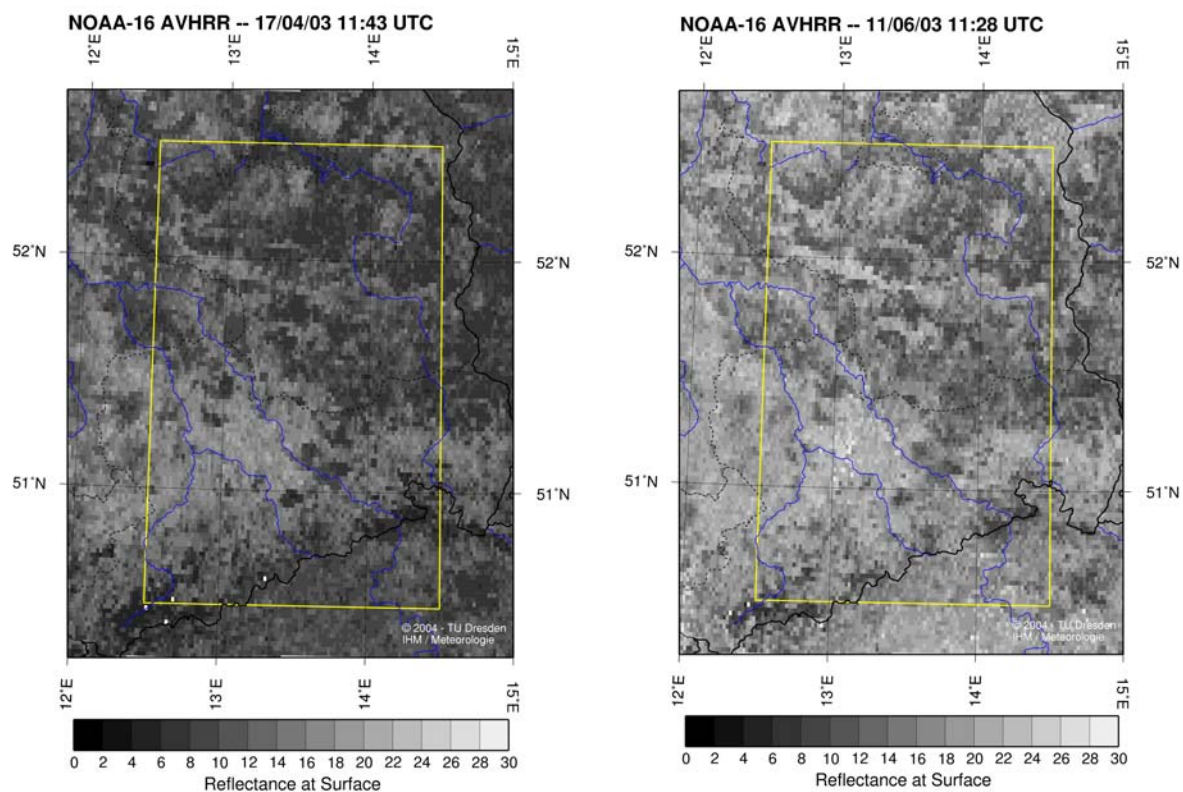 NOAA-16 AVHRR -- 17/04/03 11:43 UTC
12°E 13°E 14°E 15°E
52°N 52°N
51°N 51°N
© 2004 - TU Dresden
IHM / Meteorologie
12°E 13°E 14°E 15°E
0 2 4 6 8 10 12 14 16 18 20 22 24 26 28 30
Reflectance at Surface
NOAA-16 AVHRR -- 11/06/03 11:28 UTC
12°E 13°E 14°E 15°E
52°N 52°N
51°N 51°N
© 2004 - TU Dresden
IHM / Meteorologie
12°E 13°E 14°E 15°E
0 2 4 6 8 10 12 14 16 18 20 22 24 26 28 30
Reflectance at Surface